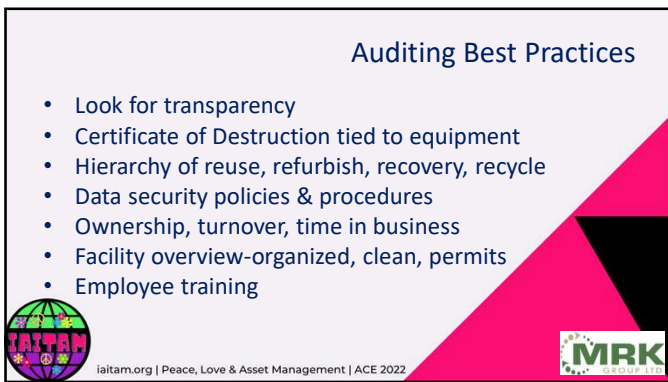 Auditing Best Practices
• Look for transparency
• Certificate of Destruction tied to equipment
• Hierarchy of reuse, refurbish, recovery, recycle
• Data security policies & procedures
• Ownership, turnover, time in business
• Facility overview-organized, clean, permits
• Employee training
IAITAM
iaitam.org | Peace, Love & Asset Management | ACE 2022
MRK
GROUP LTD